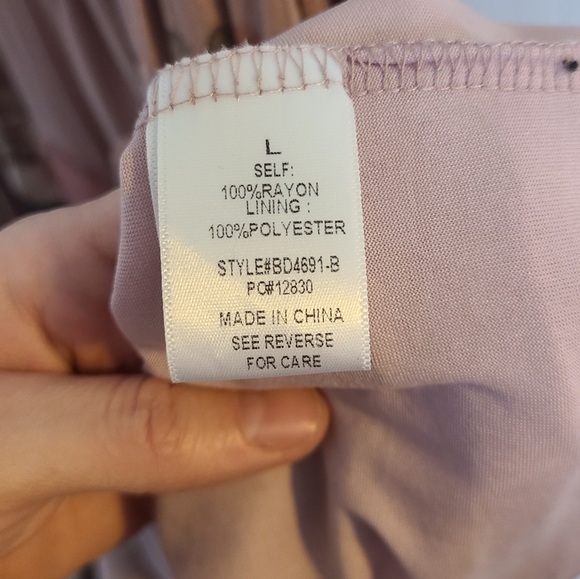 L
SELF:
100%RAYON
LINING :
100%POLYESTER
STYLE#BD4691-B
PO#12830
MADE IN CHINA
SEE REVERSE
FOR CARE